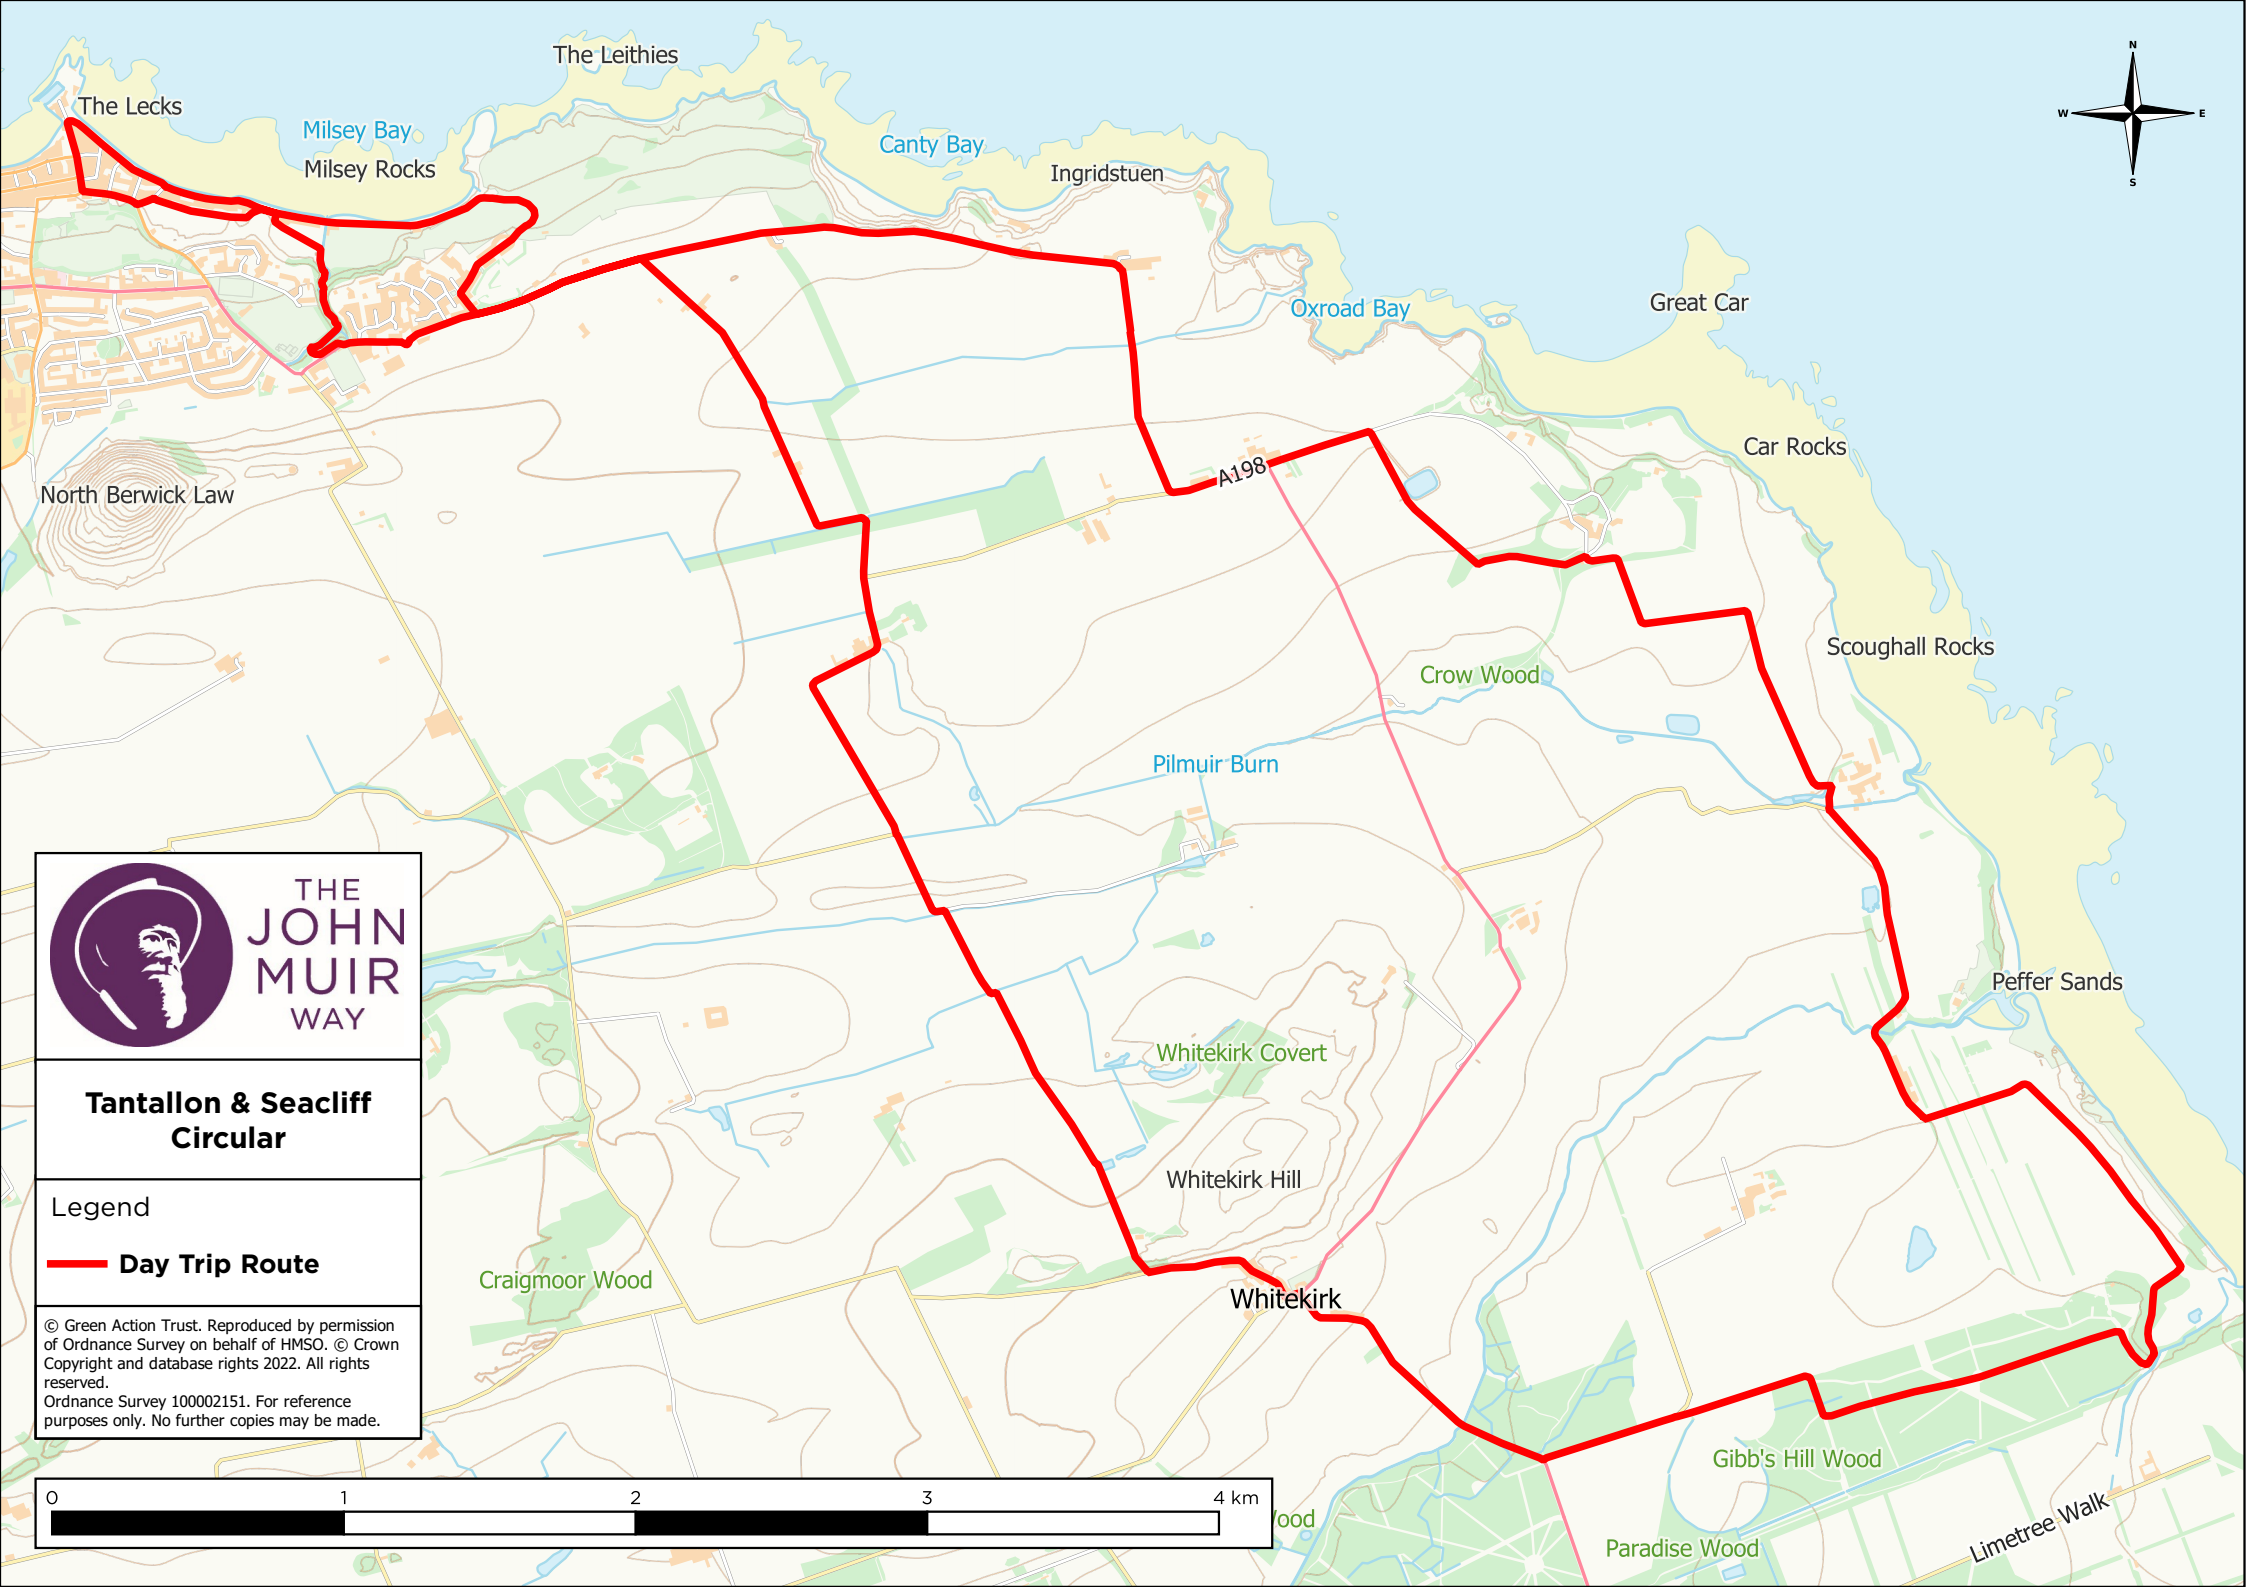 The Leithies
N
W
E
S
The Lecks
Milsey Bay
Milsey Rocks
Canty Bay
Ingridstuen
Oxroad Bay
Great Car
Car Rocks
A198
North Berwick Law
Scoughall Rocks
Crow Wood
Pilmuir Burn
Peffer Sands
Whitekirk Covert
Whitekirk Hill
Craigmoor Wood
Whitekirk
Gibb's Hill Wood
Limetree Walk
Paradise Wood
THE
JOHN
MUIR
WAY
Tantallon & Seacliff
Circular
Legend
Day Trip Route
© Green Action Trust. Reproduced by permission
of Ordnance Survey on behalf of HMSO. © Crown
Copyright and database rights 2022. All rights
reserved.
Ordnance Survey 100002151. For reference
purposes only. No further copies may be made.
0 1 2 3 4 km